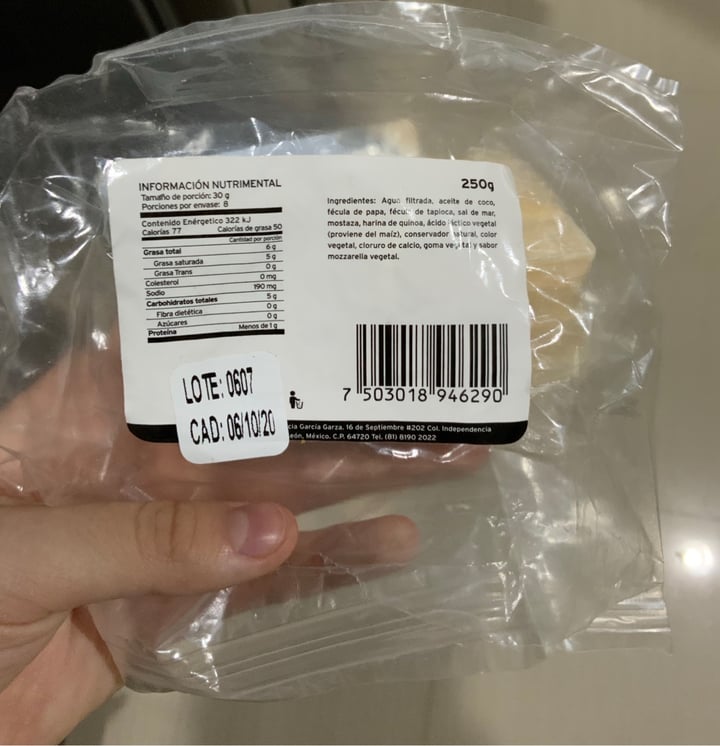 INFORMACIÓN NUTRIMENTAL
Tamaño de porción: 30 g
Porciones por envase: 8
Contenido Enérgetico 322 kJ
Calorías 77 Calorías de grasa 50
Cantidad por porción
Grasa total 6 g
Grasa saturada 5 g
Grasa Trans 0 g
Colesterol 0 mg
Sodio 190 mg
Carbohidratos totales 5 g
Fibra dietética 0 g
Azúcares 0 g
Proteína Menos de 1 g
250g
Ingredientes: Agua filtrada, aceite de coco,
fécula de papa, fécula de tapioca, sal de mar,
mostaza, harina de quinoa, ácido láctico vegetal
(proviene del maíz), conservador natural, color
vegetal, cloruro de calcio, goma vegetal y sabor
mozzarella vegetal.
7 503018 946290
LOTE: 0607
CAD: 06/10/20
García Garza. 16 de Septiembre #202 Col. Independencia
México. C.P. 64720 Tel. (81) 8190 2022